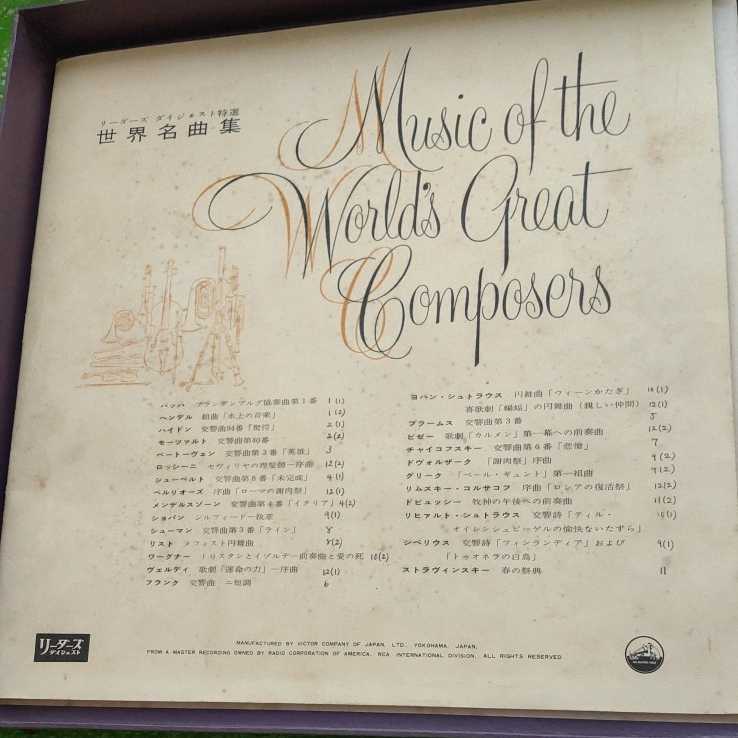 リーダーズ ダイジェスト特選
世界名曲集
Music of the
World's Great
Composers
バッハ ブランデンブルグ協奏曲第1番 1(1)
ヘンデル 組曲「水上の音楽」 1(2)
ハイドン 交響曲94番「驚愕」 2(1)
モーツァルト 交響曲第40番 2(2)
ベートーヴェン 交響曲第3番「英雄」 3
ロッシーニ セヴィリヤの理髪師―序曲 12(2)
シューベルト 交響曲第8番「未完成」 4(1)
ベルリオーズ 序曲「ローマの謝肉祭」 12(1)
メンデルスゾーン 交響曲第4番「イタリア」 4(2)
ショパン シルフィード―抜萃 9(1)
シューマン 交響曲第3番「ライン」 8
リスト メフィスト円舞曲 8(2)
ワーグナー トリスタンとイゾルデ―前奏曲と愛の死 10(2)
ヴェルディ 歌劇「運命の力」―序曲 12(1)
フランク 交響曲 ニ短調 6
ヨハン・シュトラウス 円舞曲「ウィーンかたぎ」 10(1)
喜歌劇「蝙蝠」の円舞曲(親しい仲間) 12(1)
ブラームス 交響曲第3番 5
ビゼー 歌劇「カルメン」第一幕への前奏曲 12(2)
チャイコフスキー 交響曲第6番「悲愴」 7
ドヴォルザーク 「謝肉祭」序曲 9(2)
グリーク 「ペール・ギュント」第一組曲 9(2)
リムスキー・コルサコフ 序曲「ロシアの復活祭」 12(2)
ドビュッシー 牧神の午後への前奏曲 11(2)
リヒァルト・シュトラウス 交響詩「ティル・ 10(1)
オイレンシュピーゲルの愉快ないたずら」
シベリウス 交響詩「フィンランディア」および 9(1)
「トゥオネラの白鳥」
ストラヴィンスキー 春の祭典 11
リーダーズ
ダイジェスト
MANUFACTURED BY VICTOR COMPANY OF JAPAN, LTD., YOKOHAMA, JAPAN,
FROM A MASTER RECORDING OWNED BY RADIO CORPORATION OF AMERICA, RCA INTERNATIONAL DIVISION, ALL RIGHTS RESERVED